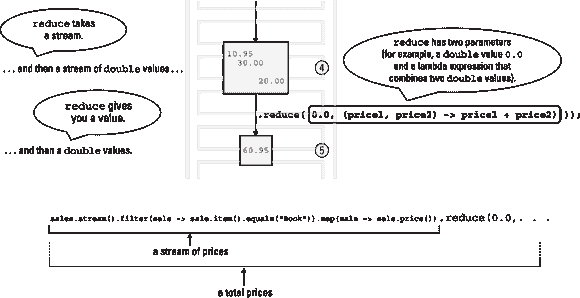 reduce takes
a stream.
... and then a stream of double values...
reduce gives
you a value.
... and then a double values.
10.95
30.00
20.00
4
reduce has two parameters
(for example, a double value 0.0
and a lambda expression that
combines two double values).
.reduce( 0.0, (price1, price2) -> price1 + price2) ));
60.95
5
sales.stream().filter(sale -> sale.item().equals("Book")).map(sale -> sale.price()).reduce(0.0, . . .
a stream of prices
a total prices